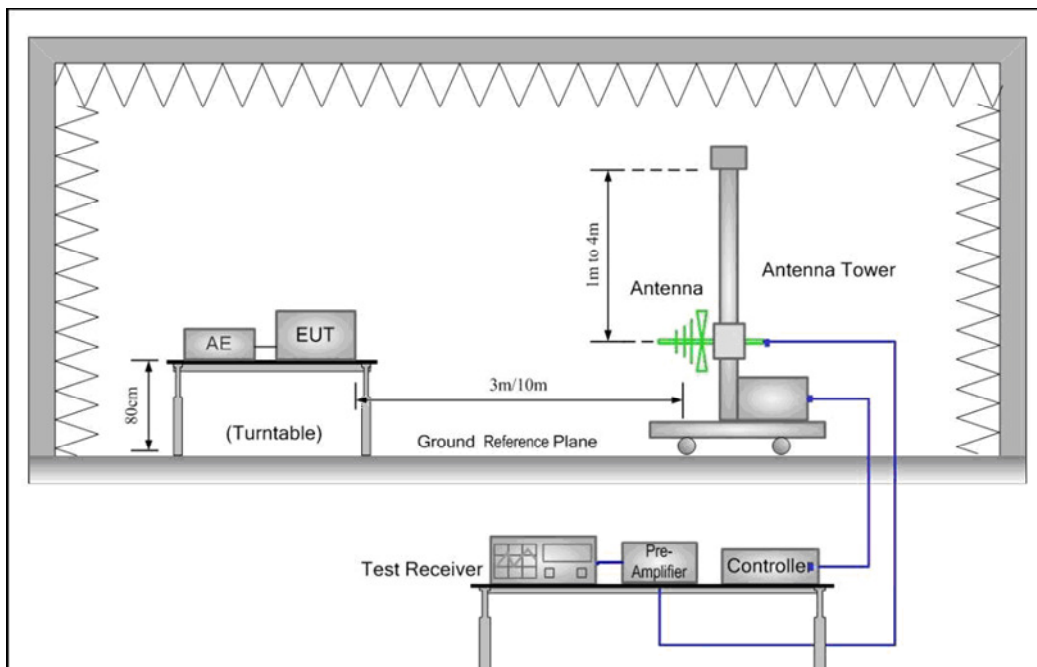 1m to 4m
Antenna Tower
Antenna
AE
EUT
3m/10m
80cm
(Turntable)
Ground Reference Plane
Test Receiver
Pre-
Amplifier
Controller